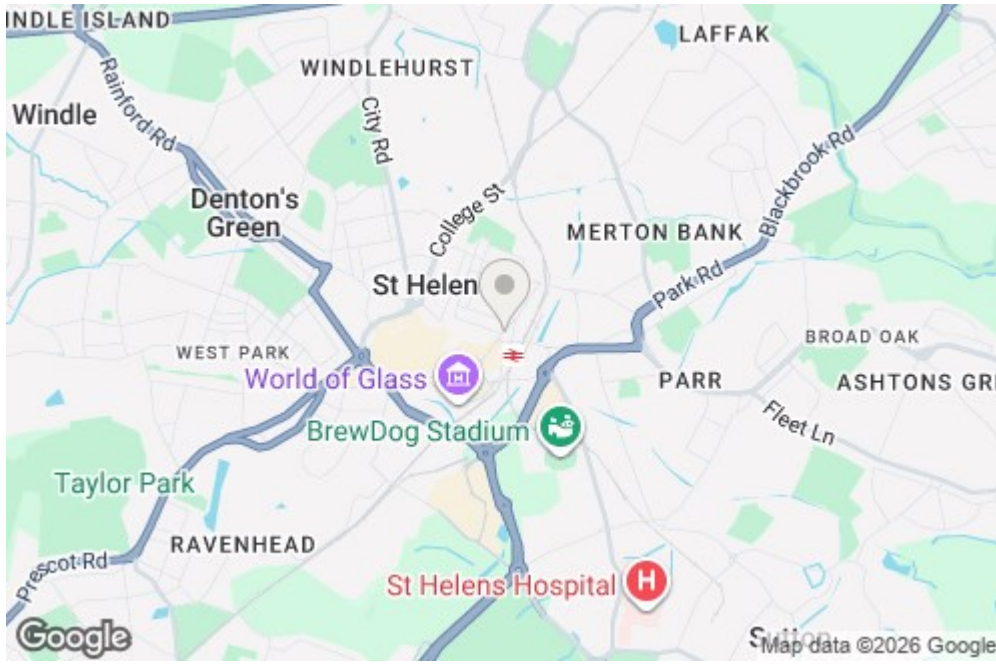 NDLE ISLAND
LAFFAK
WINDLEHURST
Windle
Rainford Rd
City Rd
Blackbrook Rd
Denton's
Green
College St
MERTON BANK
St Helen
Park Rd
WEST PARK
BROAD OAK
World of Glass
PARR
ASHTONS GR
BrewDog Stadium
Fleet Ln
Taylor Park
RAVENHEAD
Prescot Rd
St Helens Hospital
H
Google
Sutton
Map data ©2026 Google